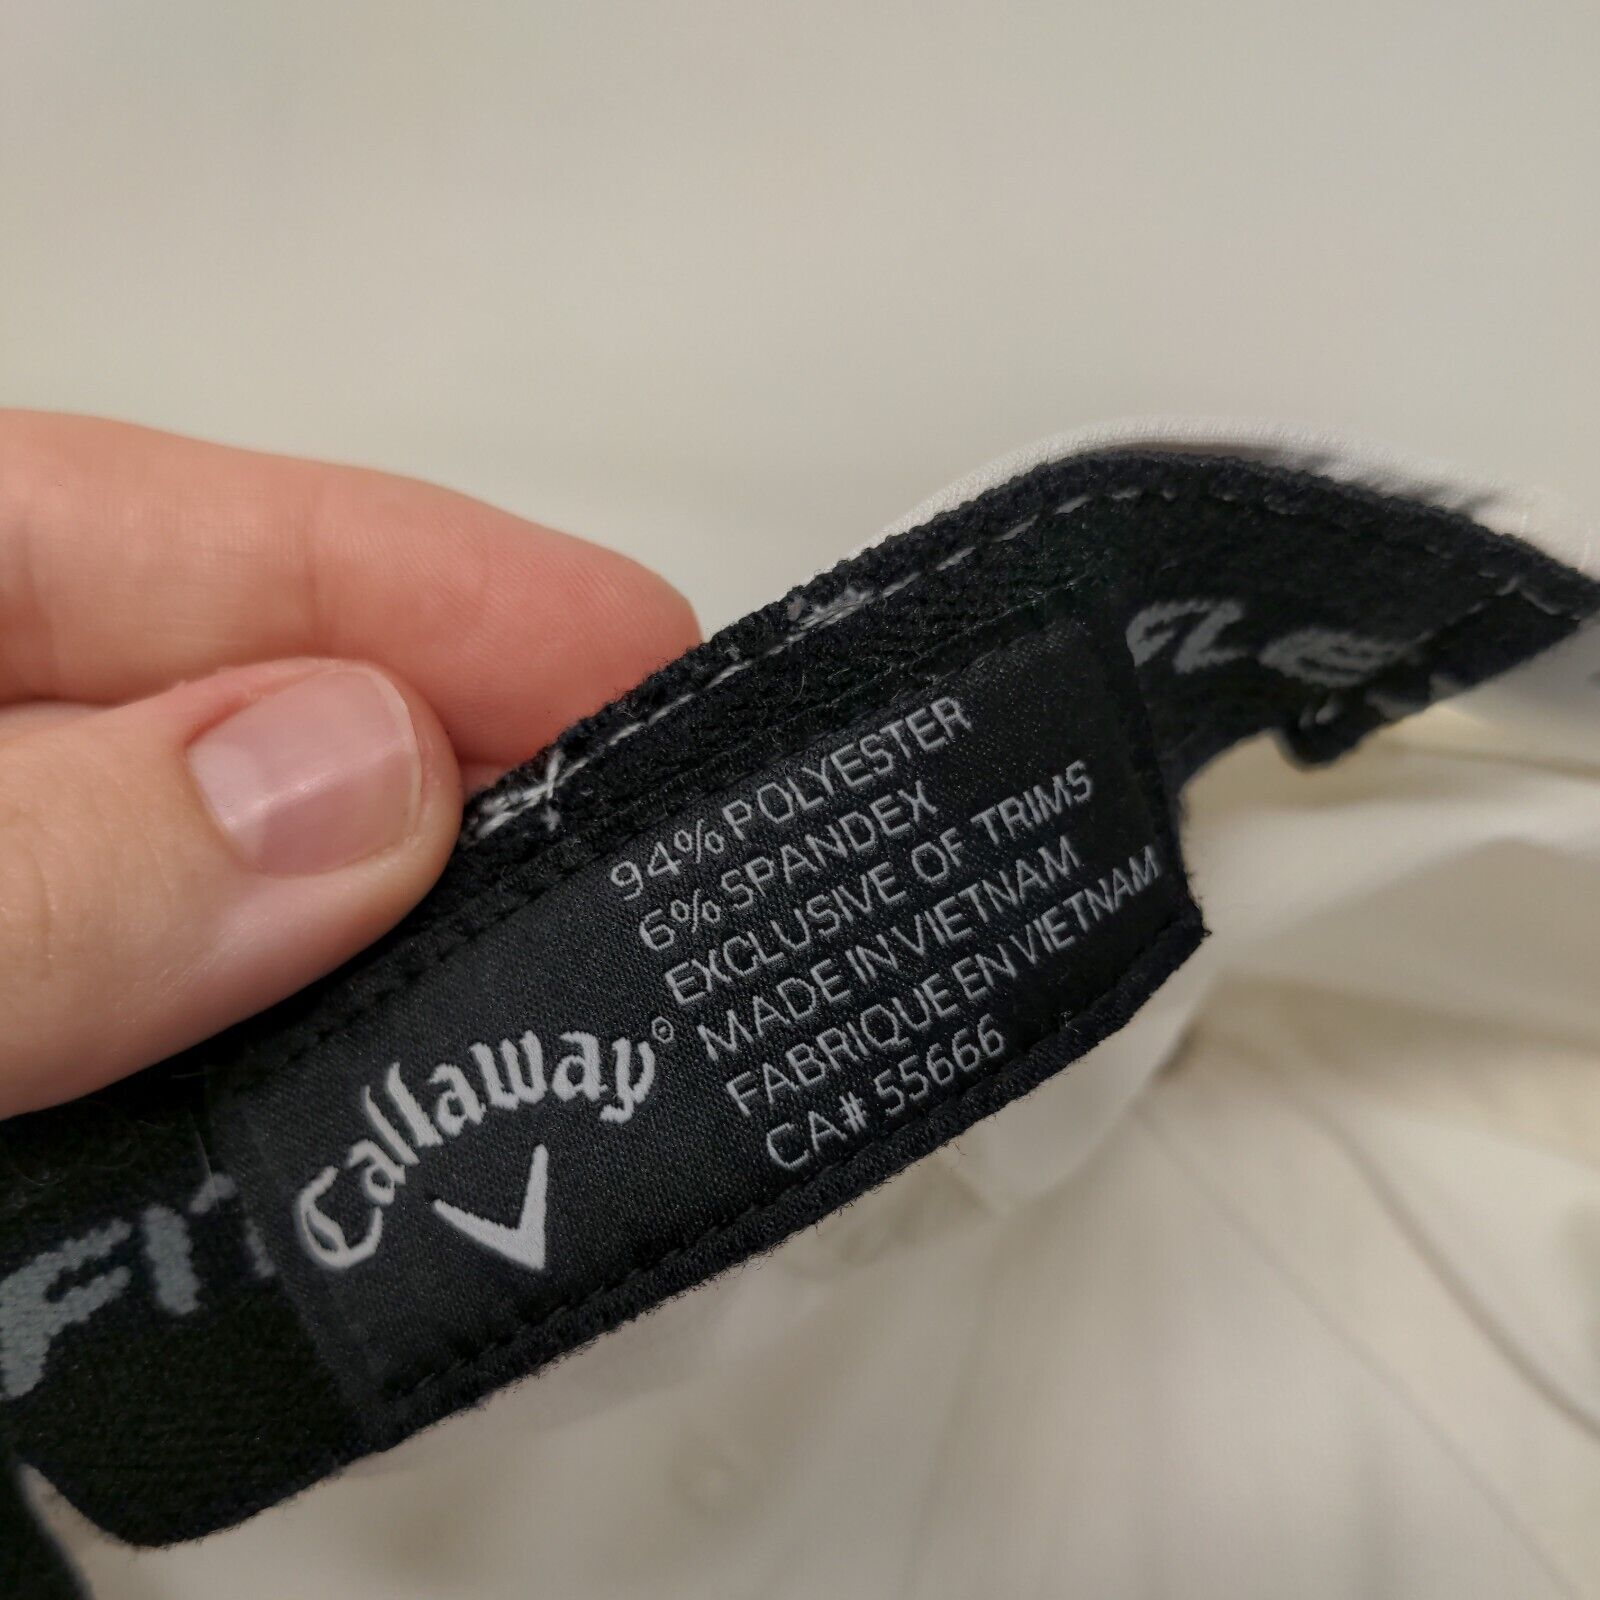 Callaway®
94% POLYESTER
6% SPANDEX
EXCLUSIVE OF TRIMS
MADE IN VIETNAM
FABRIQUE EN VIETNAM
CA# 55666